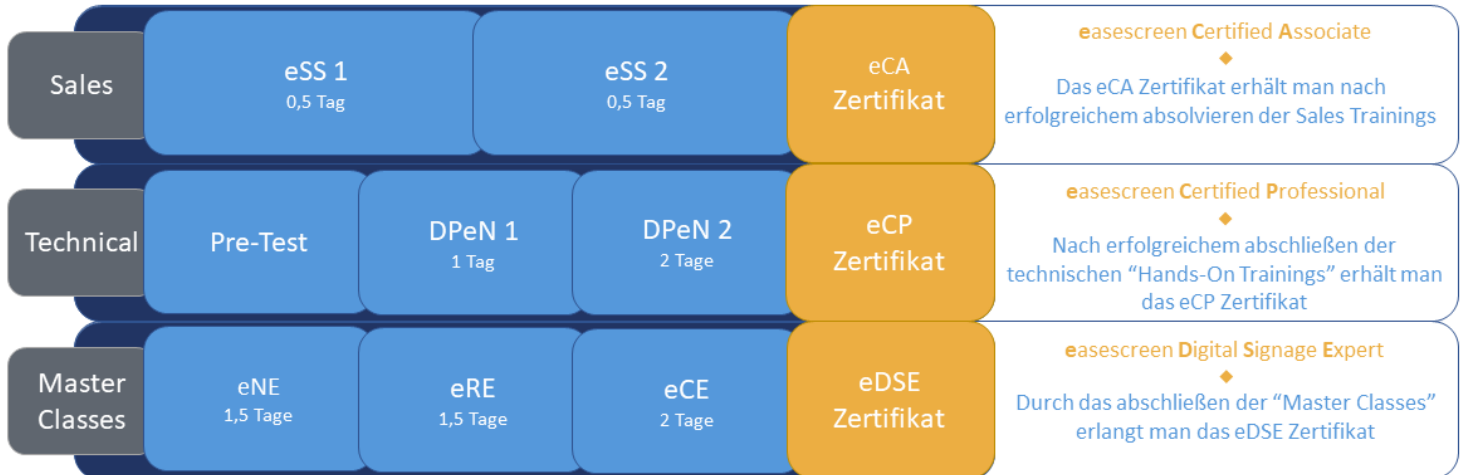 Sales
eSS 1
0,5 Tag
eSS 2
0,5 Tag
eCA
Zertifikat
easescreen Certified Associate
Das eCA Zertifikat erhält man nach
erfolgreichem absolvieren der Sales Trainings
Technical
Pre-Test
DPeN 1
1 Tag
DPeN 2
2 Tage
eCP
Zertifikat
easescreen Certified Professional
Nach erfolgreichem abschließen der
technischen “Hands-On Trainings” erhält man
das eCP Zertifikat
Master
Classes
eNE
1,5 Tage
eRE
1,5 Tage
eCE
2 Tage
eDSE
Zertifikat
easescreen Digital Signage Expert
Durch das abschließen der “Master Classes”
erlangt man das eDSE Zertifikat